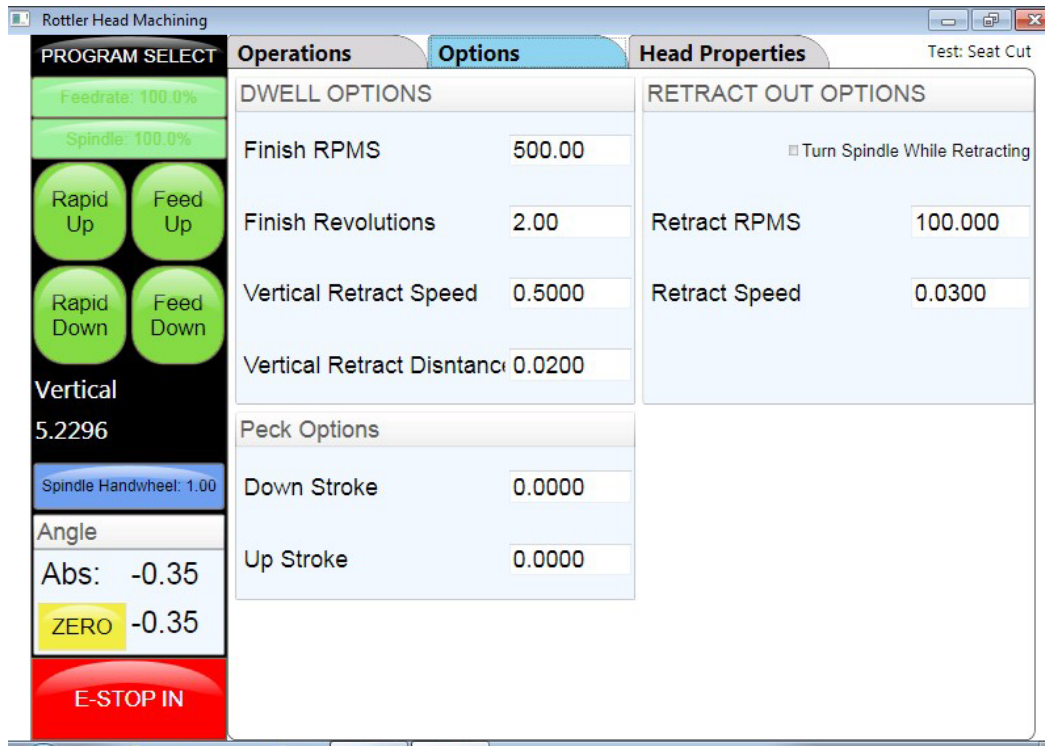 Rottler Head Machining
PROGRAM SELECT
Operations
Options
Head Properties
Test: Seat Cut
Feedrate: 100.0%
Spindle: 100.0%
Rapid Up
Feed Up
Rapid Down
Feed Down
Vertical
5.2296
Spindle Handwheel: 1.00
Angle
Abs: -0.35
ZERO -0.35
E-STOP IN
DWELL OPTIONS
Finish RPMS 500.00
Finish Revolutions 2.00
Vertical Retract Speed 0.5000
Vertical Retract Disntanc 0.0200
Peck Options
Down Stroke 0.0000
Up Stroke 0.0000
RETRACT OUT OPTIONS
Turn Spindle While Retracting
Retract RPMS 100.000
Retract Speed 0.0300